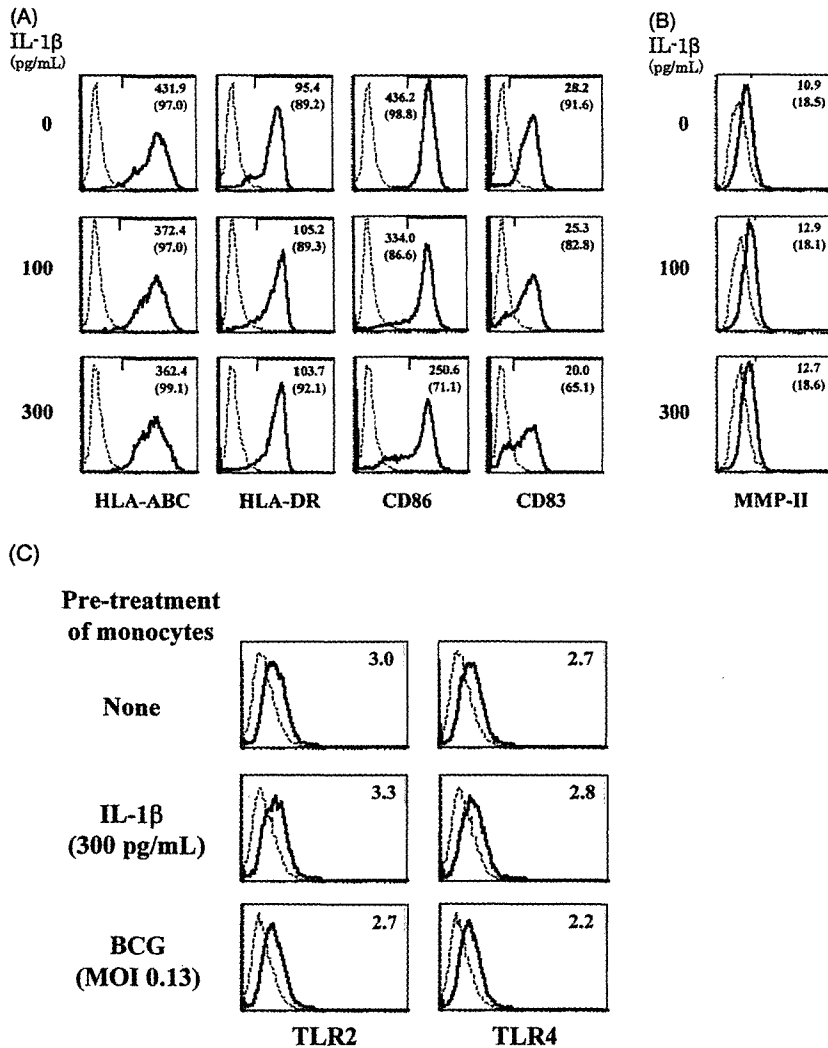 (A)
IL-1β
(pg/mL)
0
431.9
(97.0)
95.4
(89.2)
436.2
(98.8)
28.2
(91.6)
100
372.4
(97.0)
105.2
(89.3)
334.0
(86.6)
25.3
(82.8)
300
362.4
(99.1)
103.7
(92.1)
250.6
(71.1)
20.0
(65.1)
HLA-ABC
HLA-DR
CD86
CD83
(B)
IL-1β
(pg/mL)
0
10.9
(18.5)
100
12.9
(18.1)
300
12.7
(18.6)
MMP-II
(C)
Pre-treatment
of monocytes
None
3.0
2.7
IL-1β
(300 pg/mL)
3.3
2.8
BCG
(MOI 0.13)
2.7
2.2
TLR2
TLR4